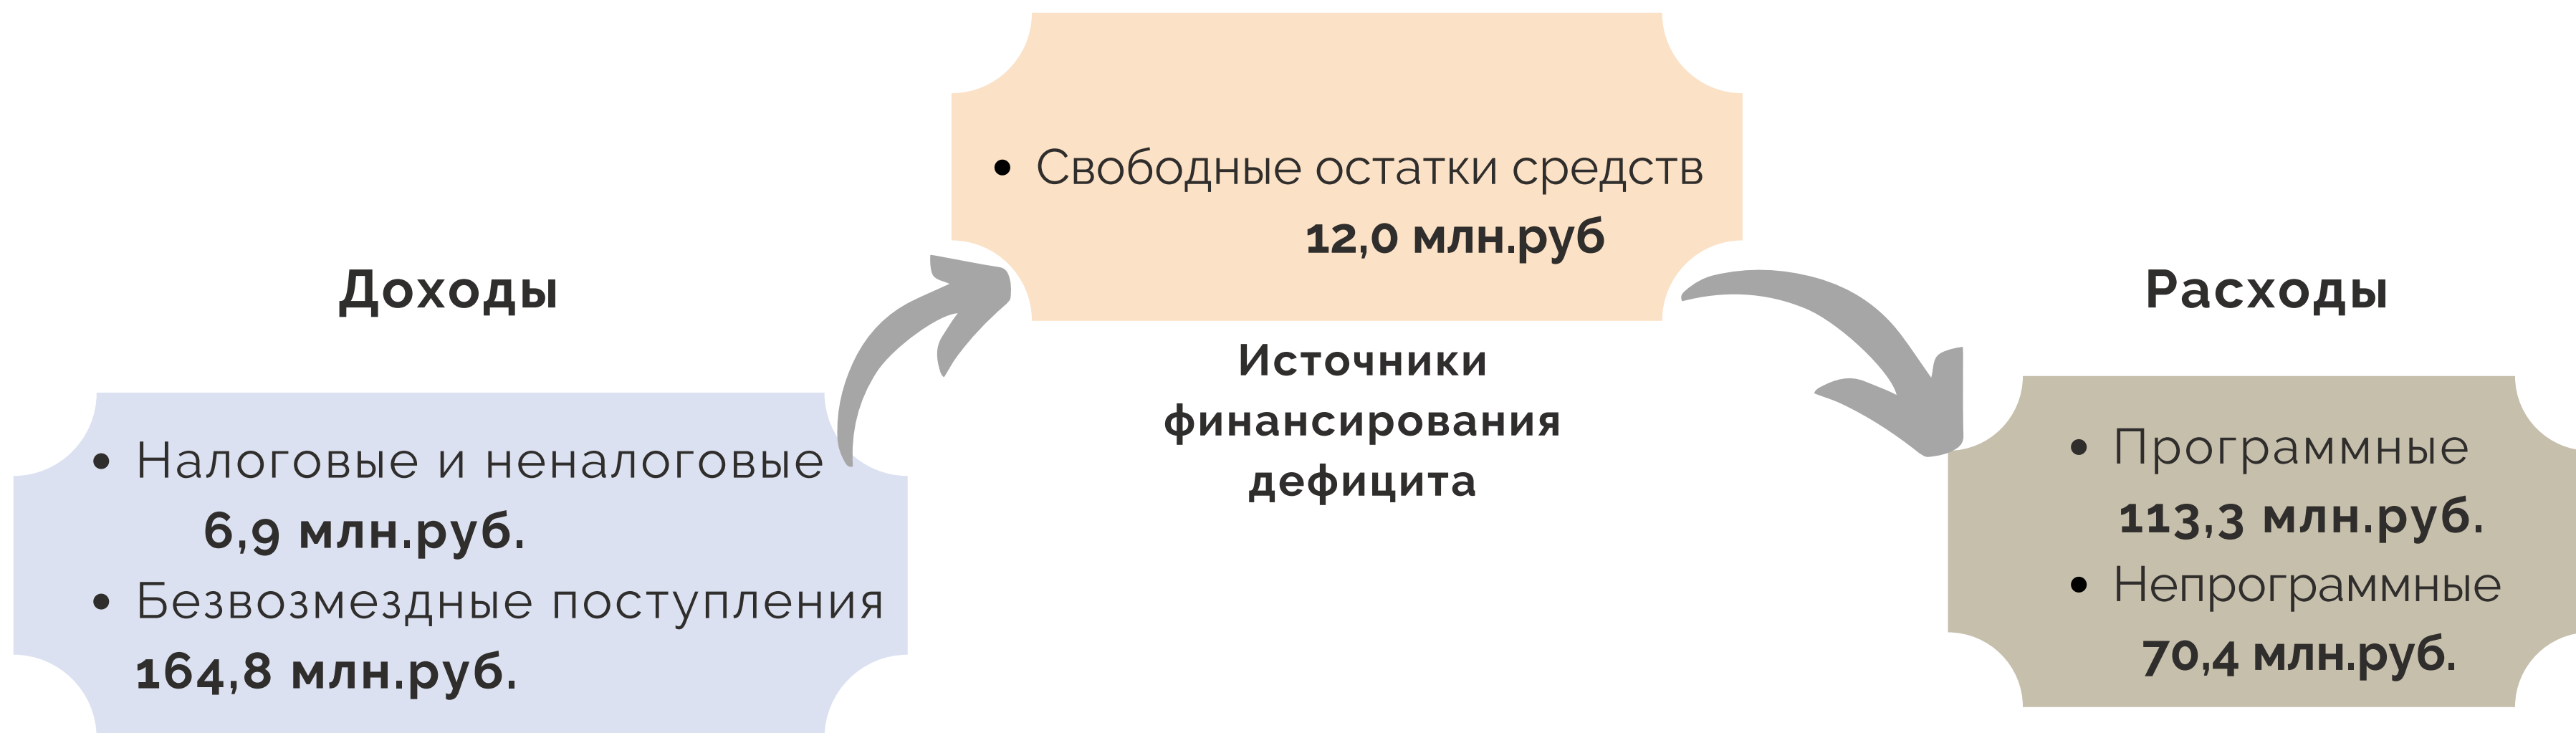 Доходы
• Налоговые и неналоговые
6,9 млн.руб.
• Безвозмездные поступления
164,8 млн.руб.
• Свободные остатки средств
12,0 млн.руб
Источники
финансирования
дефицита
Расходы
• Программные
113,3 млн.руб.
• Непрограммные
70,4 млн.руб.